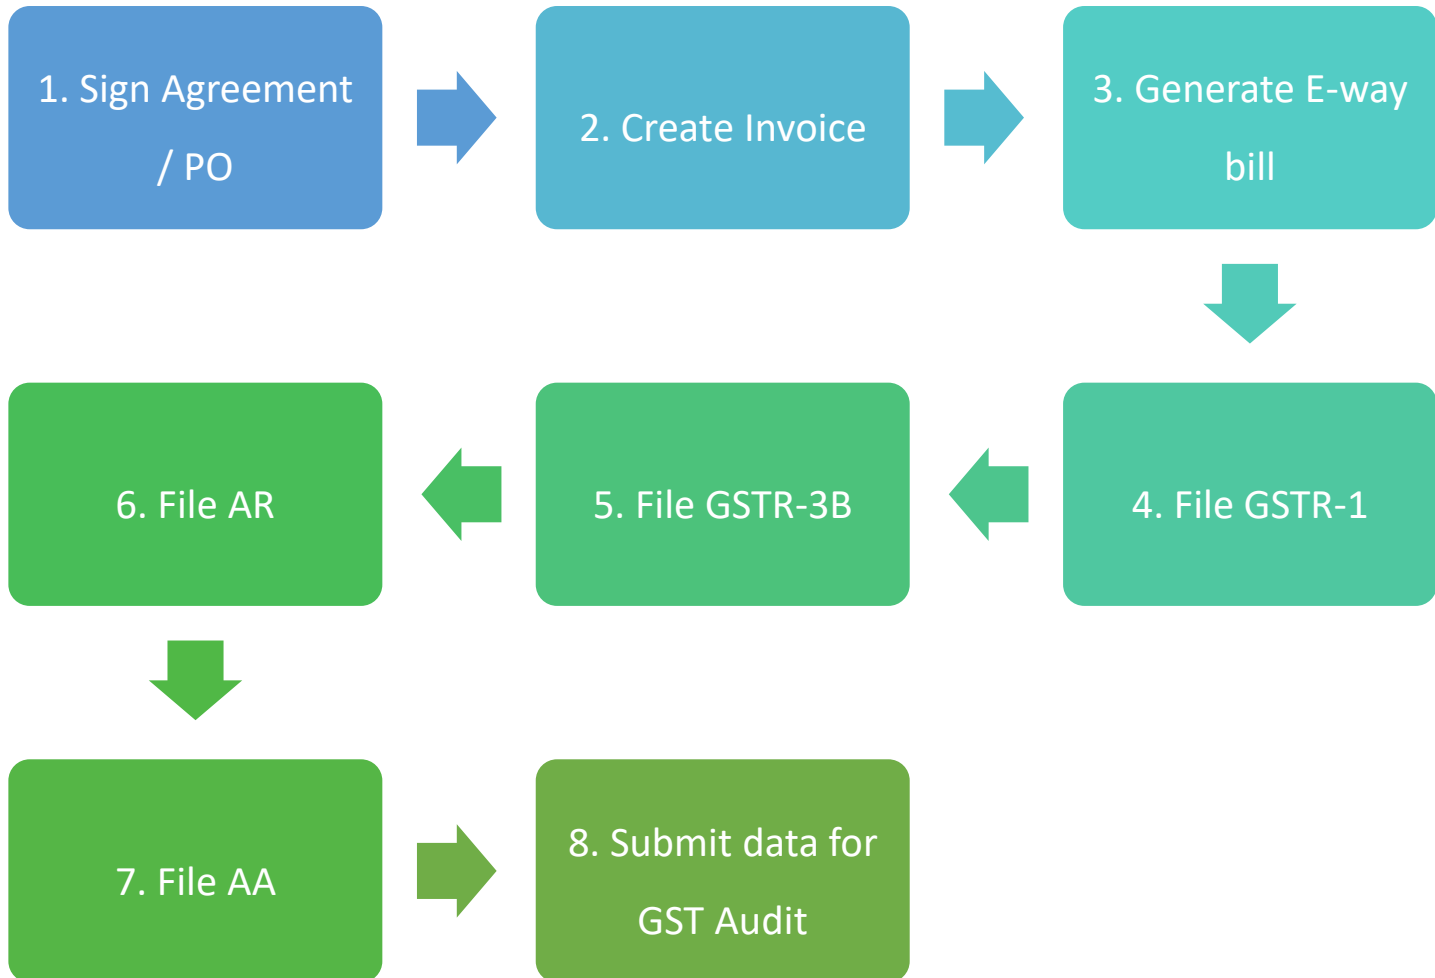 1. Sign Agreement
/ PO
2. Create Invoice
3. Generate E-way
bill
4. File GSTR-1
5. File GSTR-3B
6. File AR
7. File AA
8. Submit data for
GST Audit